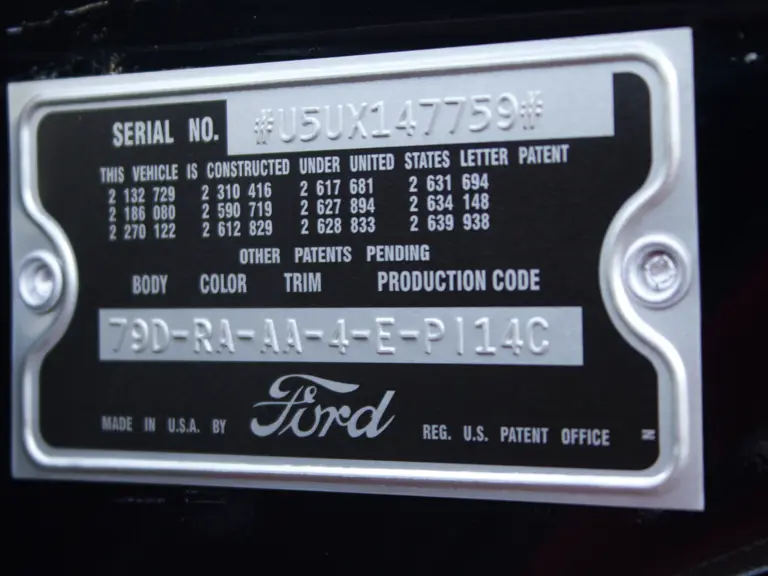 SERIAL NO. #U5UX147759#
THIS VEHICLE IS CONSTRUCTED UNDER UNITED STATES LETTER PATENT
2 132 729 2 310 416 2 617 681 2 631 694
2 186 080 2 590 719 2 627 894 2 634 148
2 270 122 2 612 829 2 628 833 2 639 938
OTHER PATENTS PENDING
BODY COLOR TRIM PRODUCTION CODE
79D-RA-AA-4-E-P|14C
MADE IN U.S.A. BY Ford REG. U.S. PATENT OFFICE